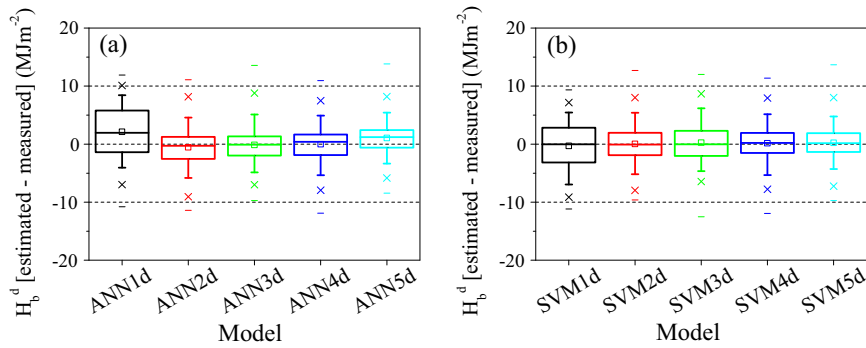 (a)
H_b^d [estimated - measured] (MJm^-2)
20
10
0
-10
-20
ANN1d
ANN2d
ANN3d
ANN4d
ANN5d
Model
(b)
H_b^d [estimated - measured] (MJm^-2)
20
10
0
-10
-20
SVM1d
SVM2d
SVM3d
SVM4d
SVM5d
Model